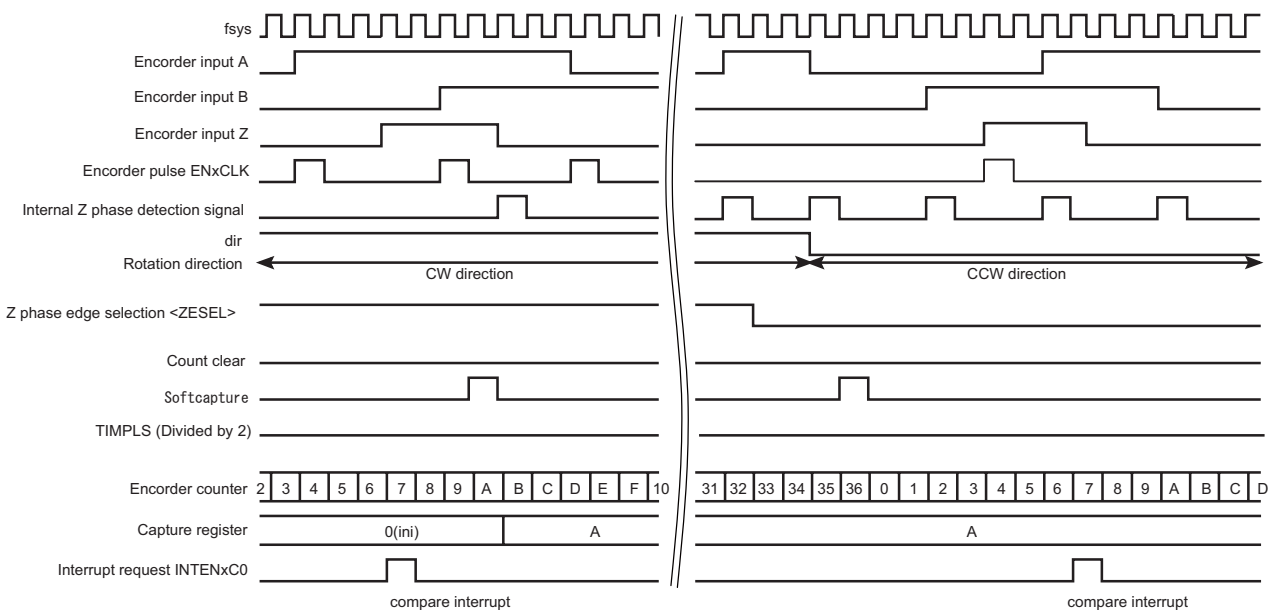 fsys
Encorder input A
Encorder input B
Encorder input Z
Encorder pulse ENxCLK
Internal Z phase detection signal
dir
Rotation direction
CW direction CCW direction
Z phase edge selection <ZESEL>
Count clear
Softcapture
TIMPLS (Divided by 2)
Encorder counter 2 3 4 5 6 7 8 9 A B C D E F 10 31 32 33 34 35 36 0 1 2 3 4 5 6 7 8 9 A B C D
Capture register 0(ini) A A
Interrupt request INTENxC0
compare interrupt compare interrupt